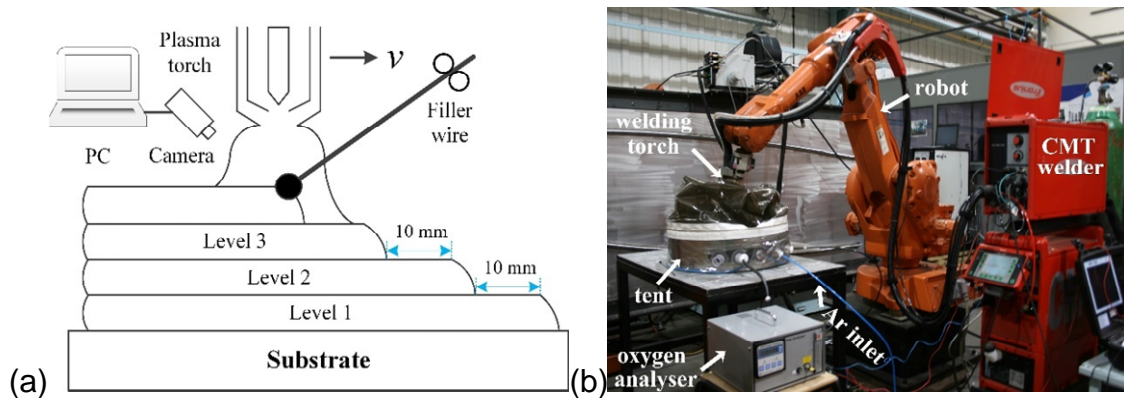 Plasma
torch
v
Filler
wire
PC
Camera
10 mm
Level 3
10 mm
Level 2
Level 1
Substrate
(a)
robot
welding
torch
Fronius
CMT
welder
tent
Ar inlet
oxygen
analyser
(b)